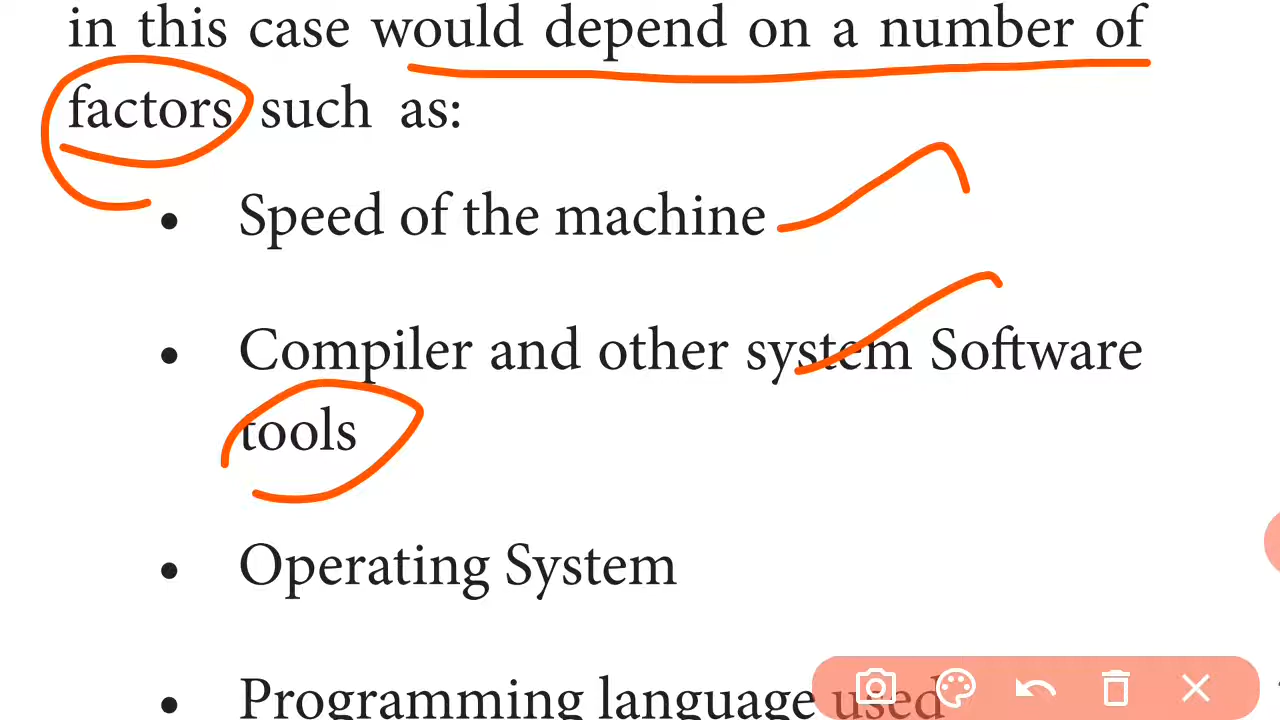 in this case would depend on a number of
factors such as:
• Speed of the machine
• Compiler and other system Software
tools
• Operating System
• Programming language used